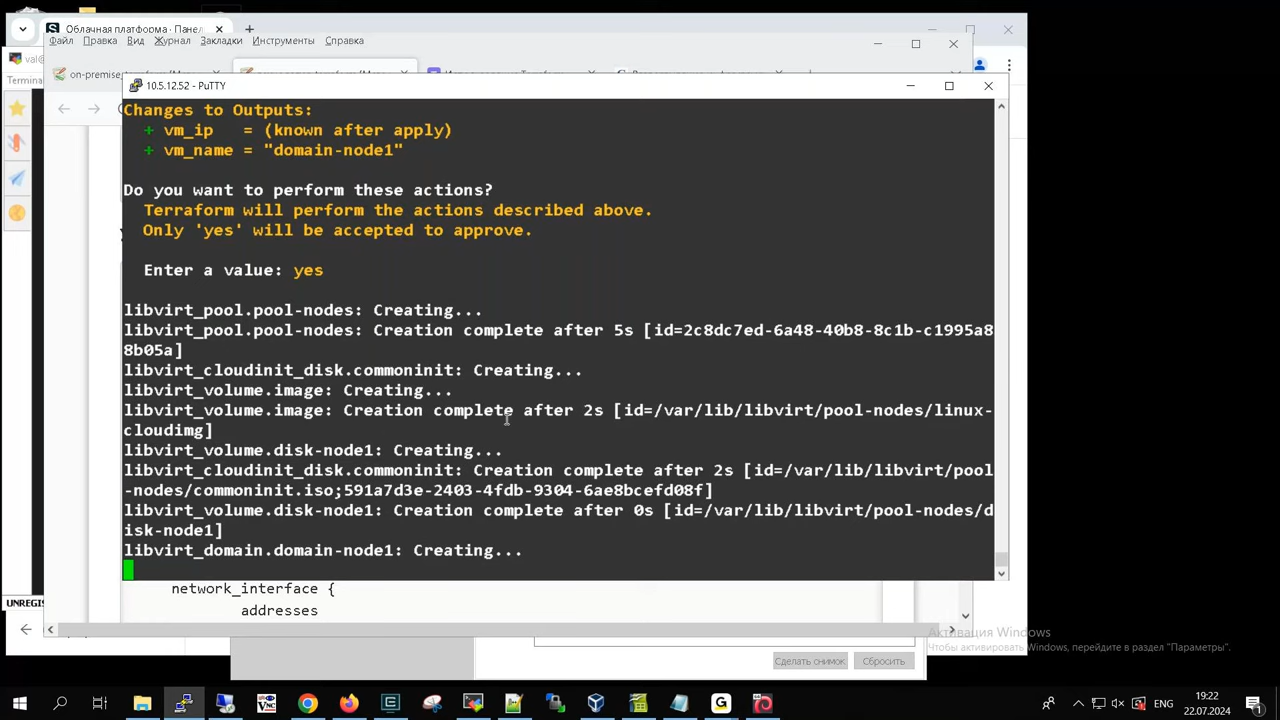 Облачная платформа - Панел
Файл Правка Вид Журнал Закладки Инструменты Справка
val@
on-premise
Terminal
10.5.12.52 - PuTTY
Changes to Outputs:
+ vm_ip = (known after apply)
+ vm_name = "domain-node1"
Do you want to perform these actions?
Terraform will perform the actions described above.
Only 'yes' will be accepted to approve.
Enter a value: yes
libvirt_pool.pool-nodes: Creating...
libvirt_pool.pool-nodes: Creation complete after 5s [id=2c8dc7ed-6a48-40b8-8c1b-c1995a8
8b05a]
libvirt_cloudinit_disk.commoninit: Creating...
libvirt_volume.image: Creating...
libvirt_volume.image: Creation complete after 2s [id=/var/lib/libvirt/pool-nodes/linux-
cloudimg]
libvirt_volume.disk-node1: Creating...
libvirt_cloudinit_disk.commoninit: Creation complete after 2s [id=/var/lib/libvirt/pool
-nodes/commoninit.iso;591a7d3e-2403-4fdb-9304-6ae8bcefd08f]
libvirt_volume.disk-node1: Creation complete after 0s [id=/var/lib/libvirt/pool-nodes/d
isk-node1]
libvirt_domain.domain-node1: Creating...
network_interface {
UNREGIS
addresses
Активация Windows
Чтобы активировать Windows, перейдите в раздел "Параметры".
Сделать снимок Сбросить
ENG
19:22
22.07.2024